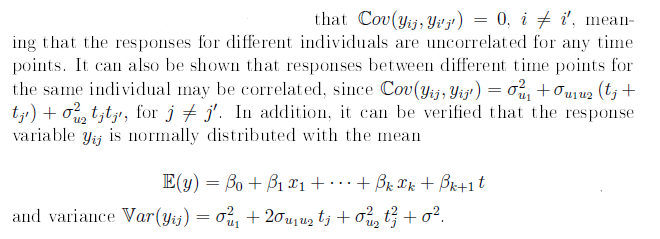 that ℂov(y_{ij}, y_{i′j′}) = 0, i ≠ i′, mean-
ing that the responses for different individuals are uncorrelated for any time
points. It can also be shown that responses between different time points for
the same individual may be correlated, since ℂov(y_{ij}, y_{ij′}) = σ²_{u₁} + σ_{u₁u₂} (t_j +
t_{j′}) + σ²_{u₂} t_j t_{j′}, for j ≠ j′. In addition, it can be verified that the response
variable y_{ij} is normally distributed with the mean
𝔼(y) = β₀ + β₁ x₁ + ⋯ + β_k x_k + β_{k+1} t
and variance 𝕍ar(y_{ij}) = σ²_{u₁} + 2σ_{u₁u₂} t_j + σ²_{u₂} t²_j + σ².